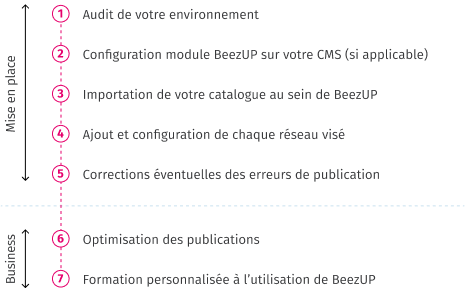 Mise en place
1 Audit de votre environnement
2 Configuration module BeezUP sur votre CMS (si applicable)
3 Importation de votre catalogue au sein de BeezUP
4 Ajout et configuration de chaque réseau visé
5 Corrections éventuelles des erreurs de publication
Business
6 Optimisation des publications
7 Formation personnalisée à l'utilisation de BeezUP